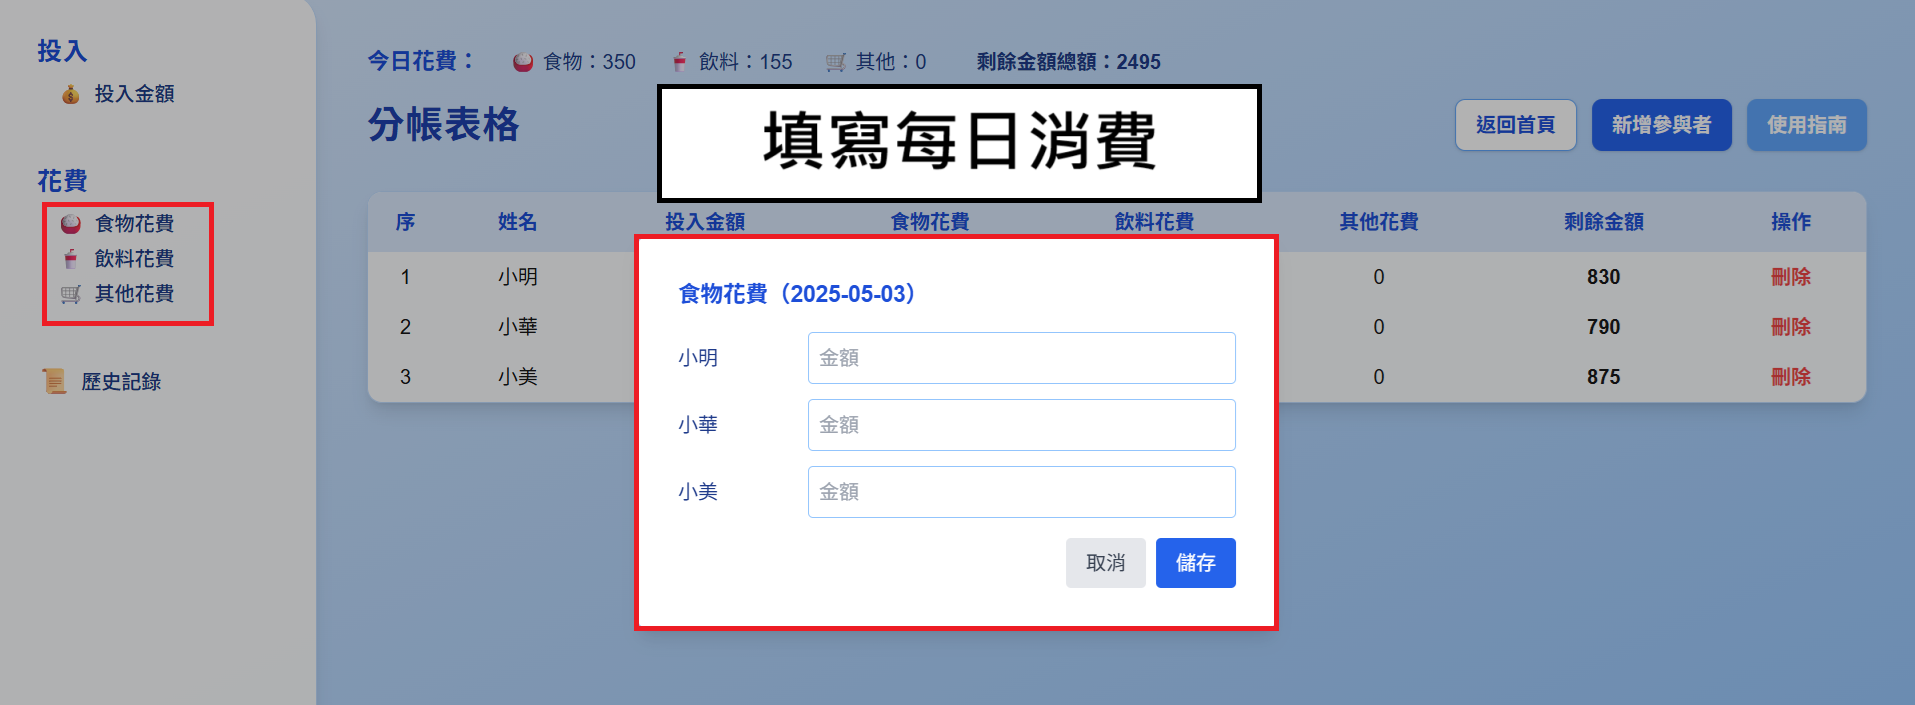 投入
投入金額
花費
食物花費
飲料花費
其他花費
歷史記錄
今日花費：　食物：350　飲料：155　其他：0　剩餘金額總額：2495
分帳表格
填寫每日消費
返回首頁　新增參與者　使用指南
序　姓名　投入金額　食物花費　飲料花費　其他花費　剩餘金額　操作
1　小明　0　830　刪除
2　小華　0　790　刪除
3　小美　0　875　刪除
食物花費（2025-05-03）
小明　金額
小華　金額
小美　金額
取消　儲存